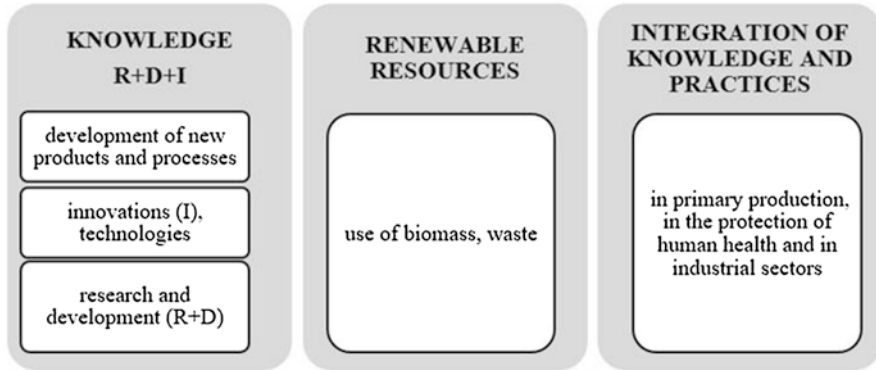 KNOWLEDGE
R+D+I
development of new
products and processes
innovations (I),
technologies
research and
development (R+D)
RENEWABLE
RESOURCES
use of biomass, waste
INTEGRATION OF
KNOWLEDGE AND
PRACTICES
in primary production,
in the protection of
human health and in
industrial sectors